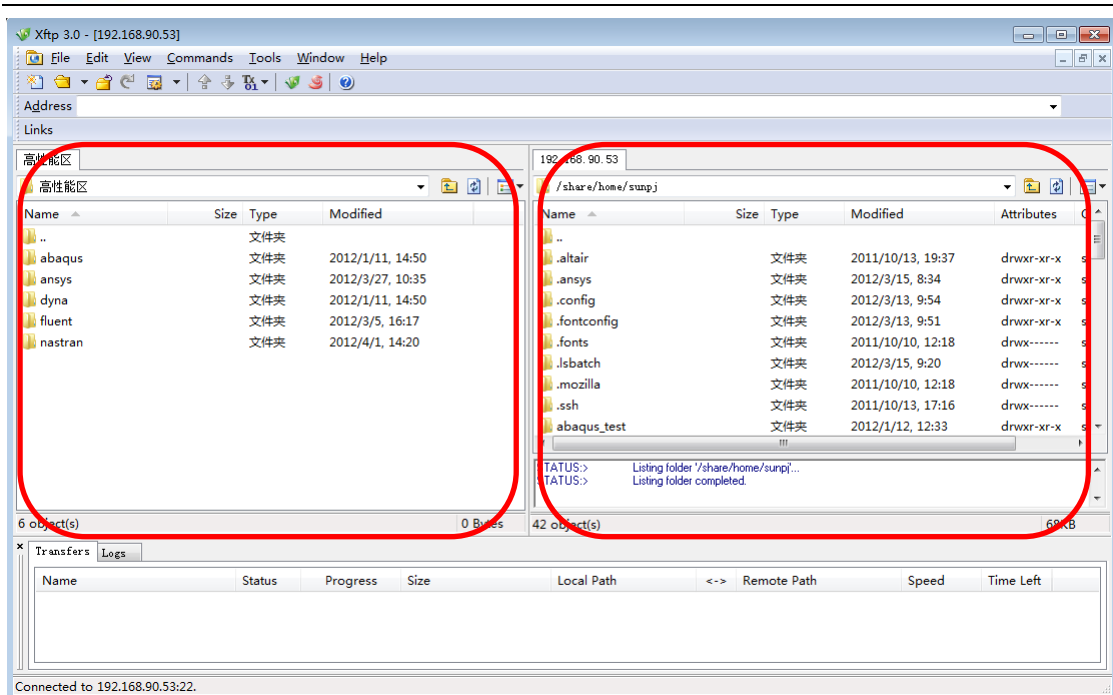 Xftp 3.0 - [192.168.90.53]
File Edit View Commands Tools Window Help
Address
Links
高性能区
高性能区
Name Size Type Modified
.. 文件夹
abaqus 文件夹 2012/1/11, 14:50
ansys 文件夹 2012/3/27, 10:35
dyna 文件夹 2012/1/11, 14:50
fluent 文件夹 2012/3/5, 16:17
nastran 文件夹 2012/4/1, 14:20
6 object(s) 0 Bytes
192.168.90.53
/share/home/sunpj
Name Size Type Modified Attributes
..
.altair 文件夹 2011/10/13, 19:37 drwxr-xr-x s
.ansys 文件夹 2012/3/15, 8:34 drwxr-xr-x s
.config 文件夹 2012/3/13, 9:54 drwxr-xr-x s
.fontconfig 文件夹 2012/3/13, 9:51 drwxr-xr-x s
.fonts 文件夹 2011/10/10, 12:18 drwx------ s
.lsbatch 文件夹 2012/3/15, 9:20 drwx------ s
.mozilla 文件夹 2011/10/10, 12:18 drwx------ s
.ssh 文件夹 2011/10/13, 17:16 drwx------ s
abaqus_test 文件夹 2012/1/12, 12:33 drwxr-xr-x s
STATUS:> Listing folder '/share/home/sunpj'...
STATUS:> Listing folder completed.
42 object(s) 68KB
Transfers Logs
Name Status Progress Size Local Path <-> Remote Path Speed Time Left
Connected to 192.168.90.53:22.